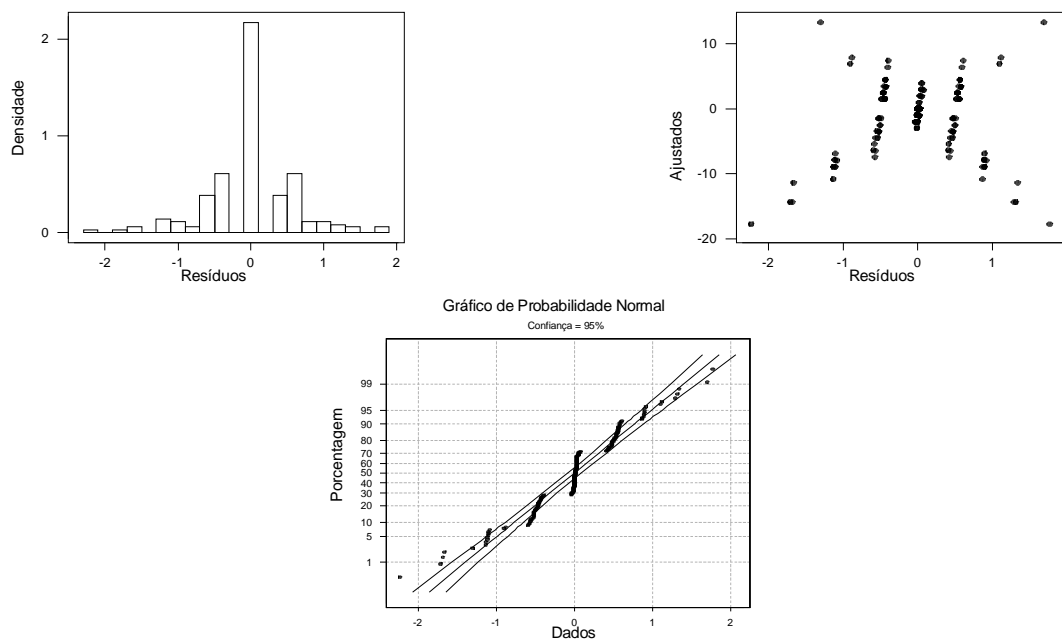 Densidade
2
1
0
-2 -1 0 1 2
Resíduos
Ajustados
10
0
-10
-20
-2 -1 0 1
Resíduos
Gráfico de Probabilidade Normal
Confiança = 95%
Porcentagem
99
95
90
80
70
60
50
40
30
20
10
5
1
-2 -1 0 1 2
Dados